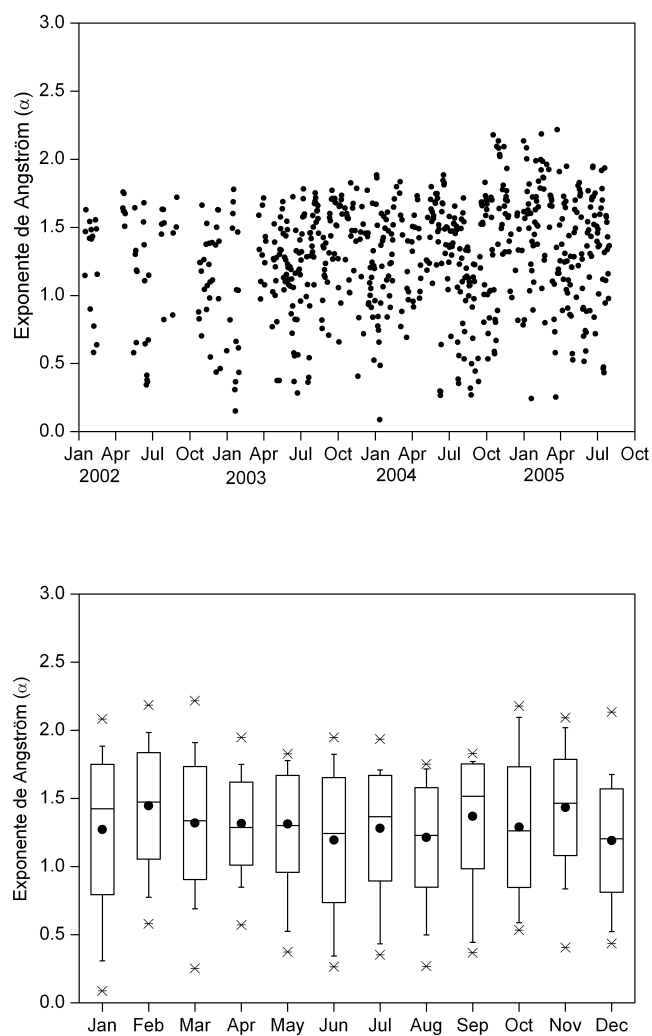 3.0
2.5
2.0
1.5
1.0
0.5
0.0
Exponente de Angström (α)
Jan Apr Jul Oct Jan Apr Jul Oct Jan Apr Jul Oct Jan Apr Jul Oct
2002 2003 2004 2005
3.0
2.5
2.0
1.5
1.0
0.5
0.0
Exponente de Angström (α)
Jan Feb Mar Apr May Jun Jul Aug Sep Oct Nov Dec